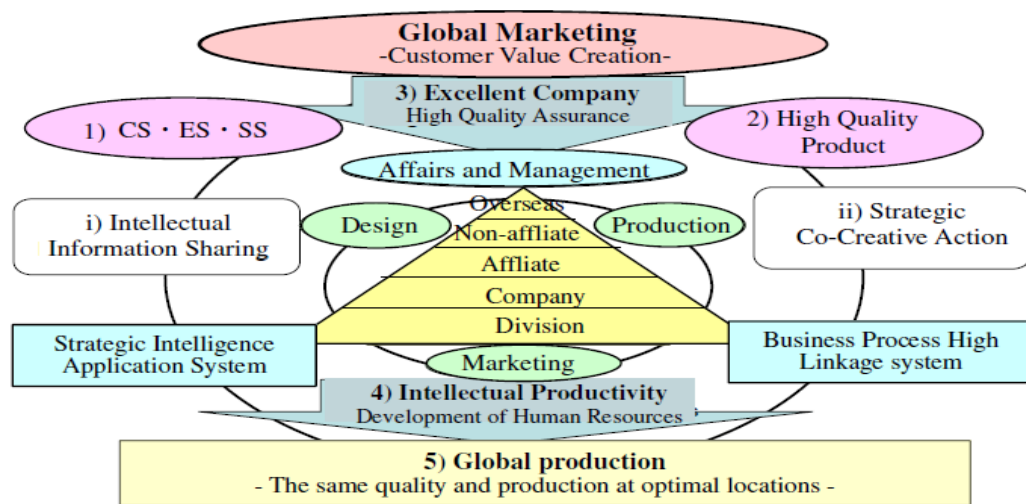 Global Marketing
-Customer Value Creation-
3) Excellent Company
High Quality Assurance
1) CS・ES・SS
2) High Quality
Product
Affairs and Management
Overseas
Design
Production
Non-affliate
i) Intellectual
Information Sharing
ii) Strategic
Co-Creative Action
Affliate
Company
Division
Strategic Intelligence
Application System
Business Process High
Linkage system
Marketing
4) Intellectual Productivity
Development of Human Resources
5) Global production
- The same quality and production at optimal locations -